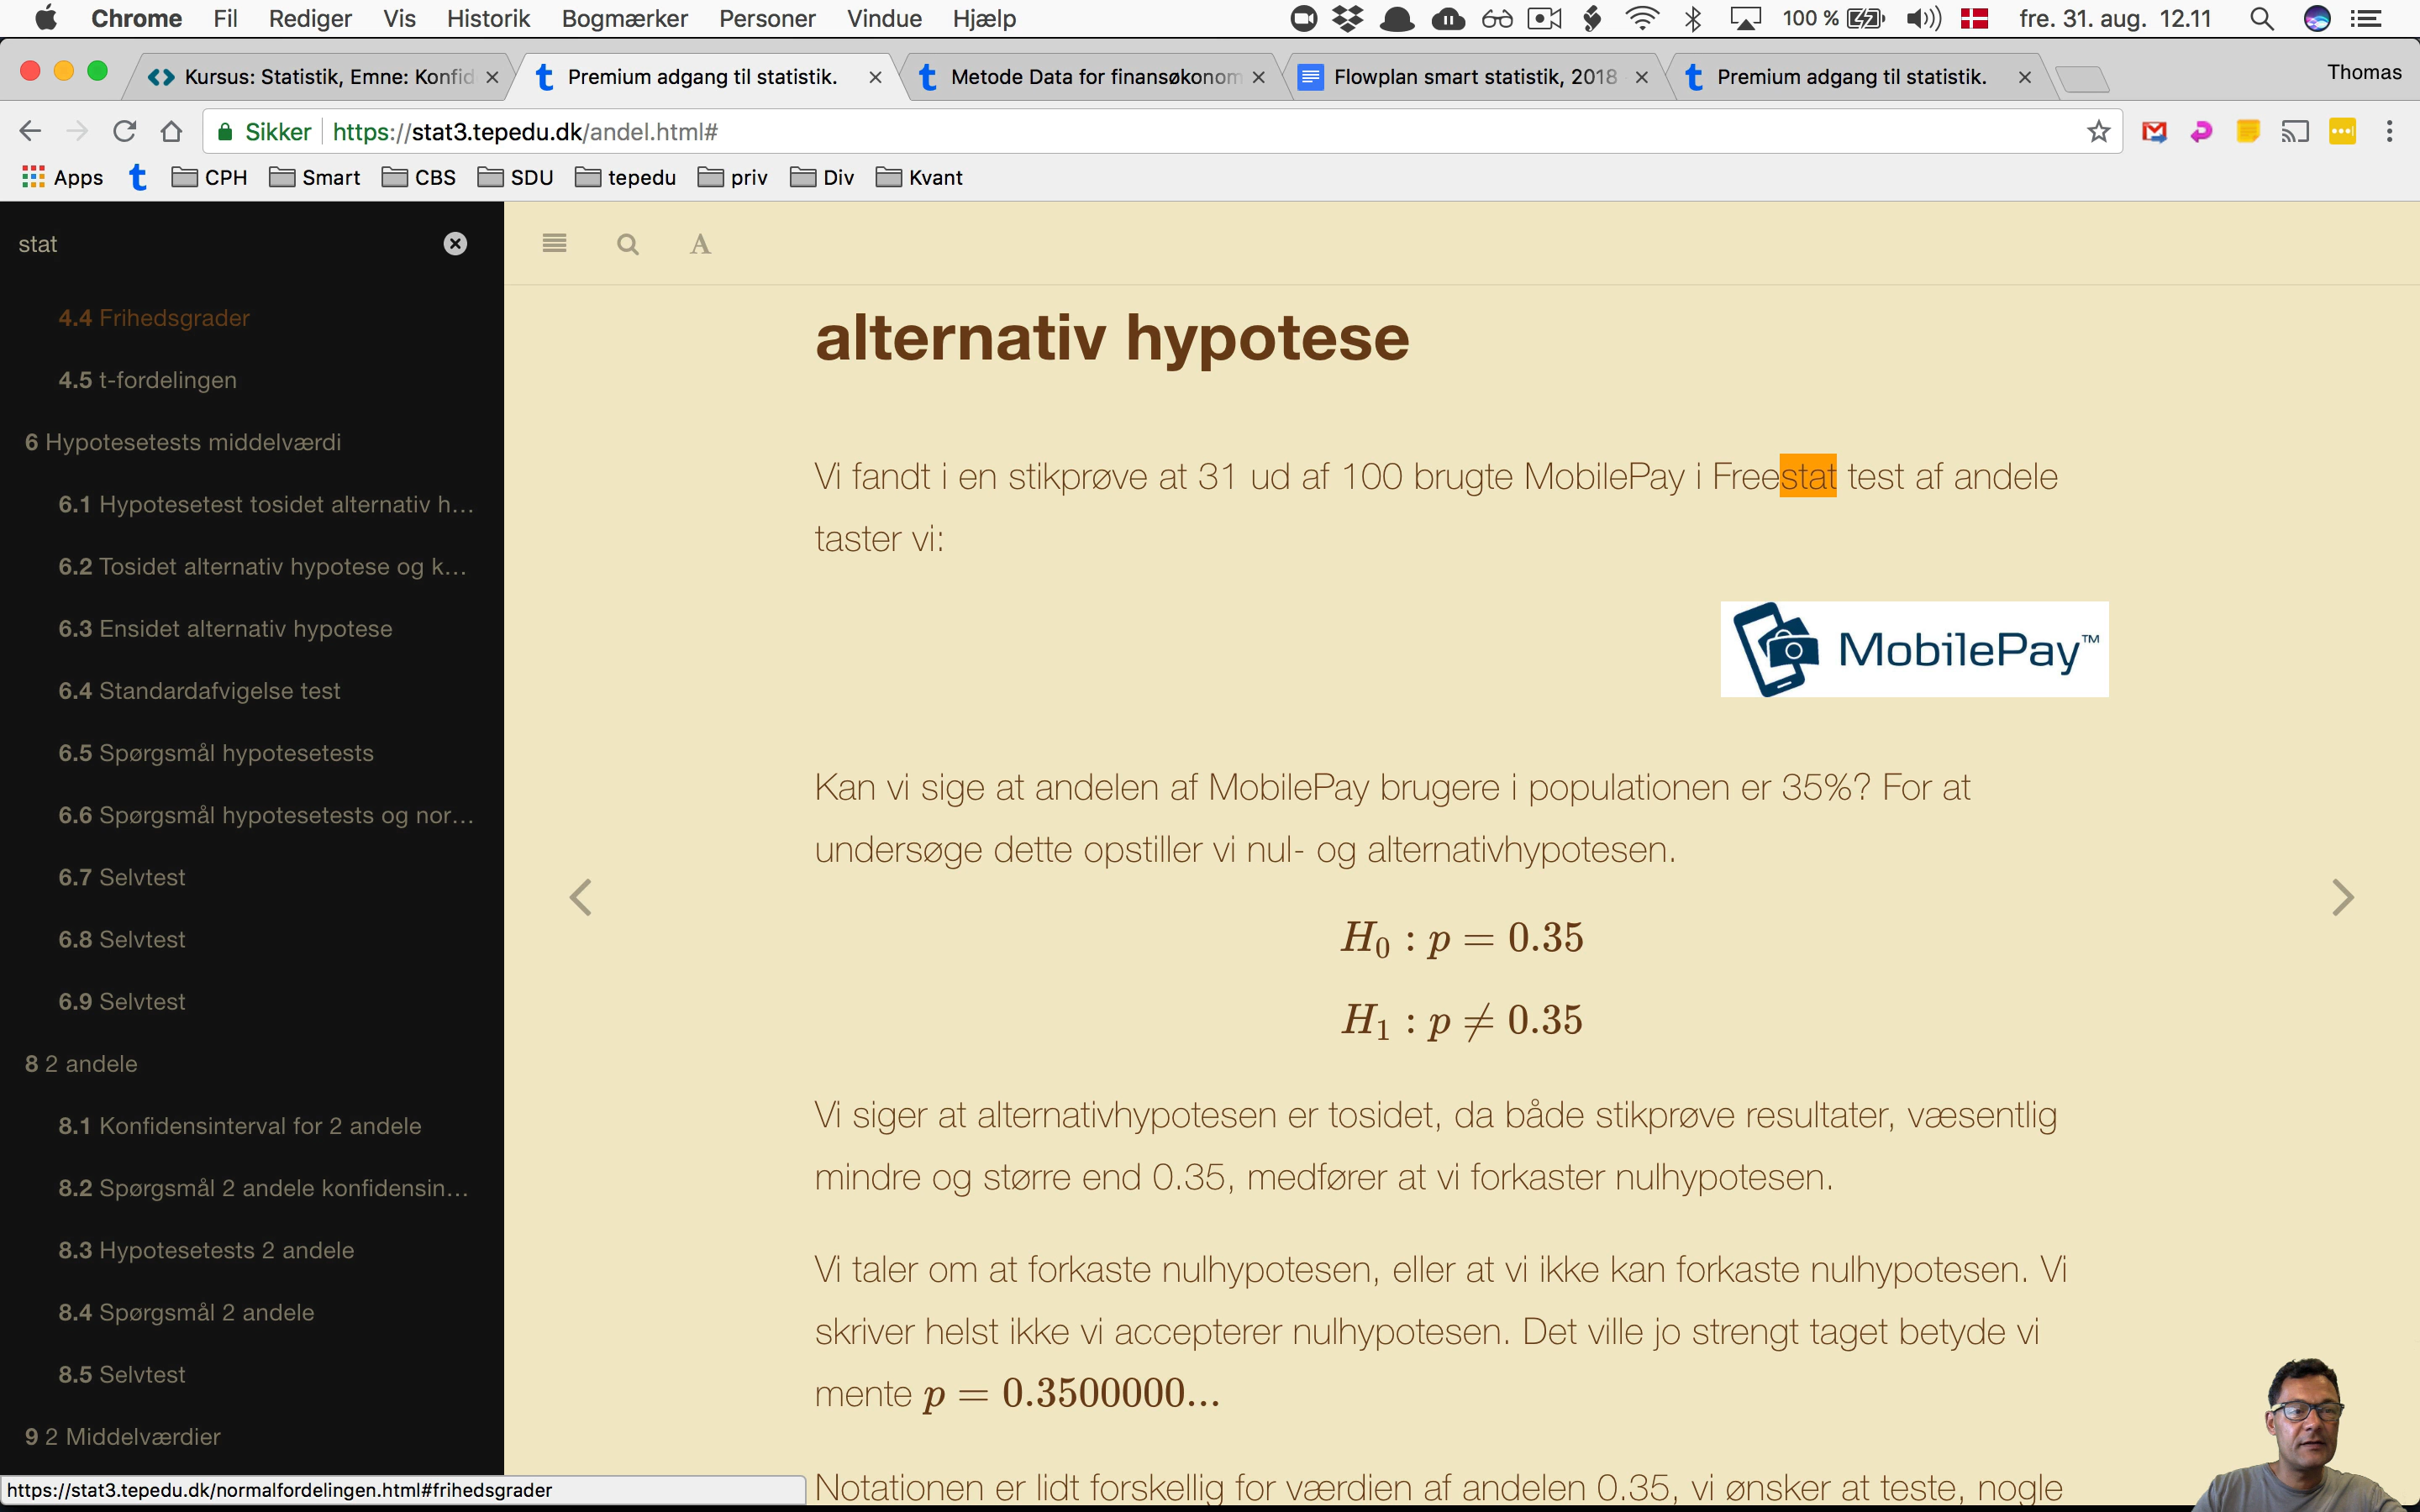 Chrome Fil Rediger Vis Historik Bogmærker Personer Vindue Hjælp 100 % fre. 31. aug. 12.11
Kursus: Statistik, Emne: Konfid Premium adgang til statistik. Metode Data for finansøkonom Flowplan smart statistik, 2018 Premium adgang til statistik. Thomas
Sikker https://stat3.tepedu.dk/andel.html#
Apps t CPH Smart CBS SDU tepedu priv Div Kvant
stat
A
4.4 Frihedsgrader
4.5 t-fordelingen
6 Hypotesetests middelværdi
6.1 Hypotesetest tosidet alternativ h...
6.2 Tosidet alternativ hypotese og k...
6.3 Ensidet alternativ hypotese
6.4 Standardafvigelse test
6.5 Spørgsmål hypotesetests
6.6 Spørgsmål hypotesetests og nor...
6.7 Selvtest
6.8 Selvtest
6.9 Selvtest
8 2 andele
8.1 Konfidensinterval for 2 andele
8.2 Spørgsmål 2 andele konfidensin...
8.3 Hypotesetests 2 andele
8.4 Spørgsmål 2 andele
8.5 Selvtest
9 2 Middelværdier
https://stat3.tepedu.dk/normalfordelingen.html#frihedsgrader
alternativ hypotese
Vi fandt i en stikprøve at 31 ud af 100 brugte MobilePay i Freestat test af andele
taster vi:
MobilePay™
Kan vi sige at andelen af MobilePay brugere i populationen er 35%? For at
undersøge dette opstiller vi nul- og alternativhypotesen.
H₀ : p = 0.35
H₁ : p ≠ 0.35
Vi siger at alternativhypotesen er tosidet, da både stikprøve resultater, væsentlig
mindre og større end 0.35, medfører at vi forkaster nulhypotesen.
Vi taler om at forkaste nulhypotesen, eller at vi ikke kan forkaste nulhypotesen. Vi
skriver helst ikke vi accepterer nulhypotesen. Det ville jo strengt taget betyde vi
mente p = 0.3500000...
Notationen er lidt forskellig for værdien af andelen 0.35, vi ønsker at teste, nogle